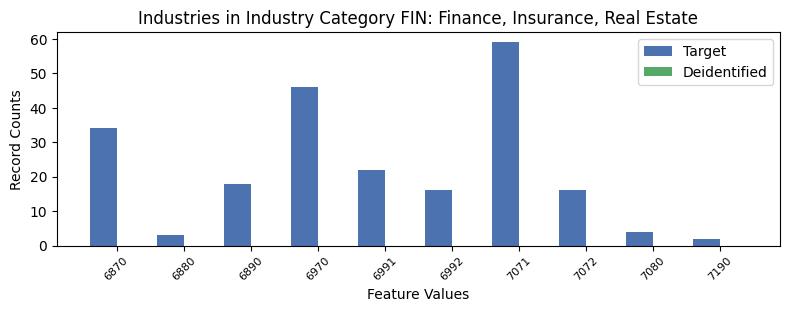 Industries in Industry Category FIN: Finance, Insurance, Real Estate
Target
Deidentified
Record Counts
60
50
40
30
20
10
0
6870 6880 6890 6970 6991 6992 7071 7072 7080 7190
Feature Values